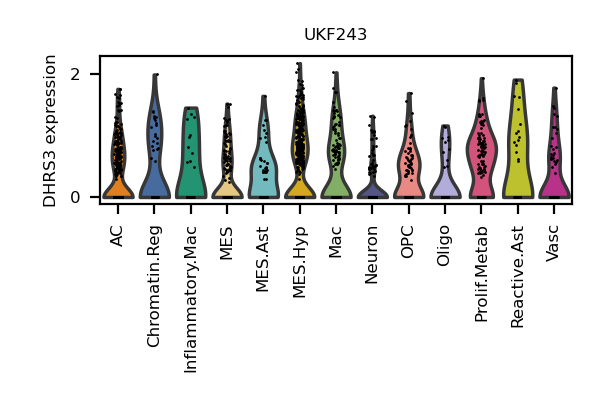 UKF243
DHRS3 expression
2
0
AC
Chromatin.Reg
Inflammatory.Mac
MES
MES.Ast
MES.Hyp
Mac
Neuron
OPC
Oligo
Prolif.Metab
Reactive.Ast
Vasc